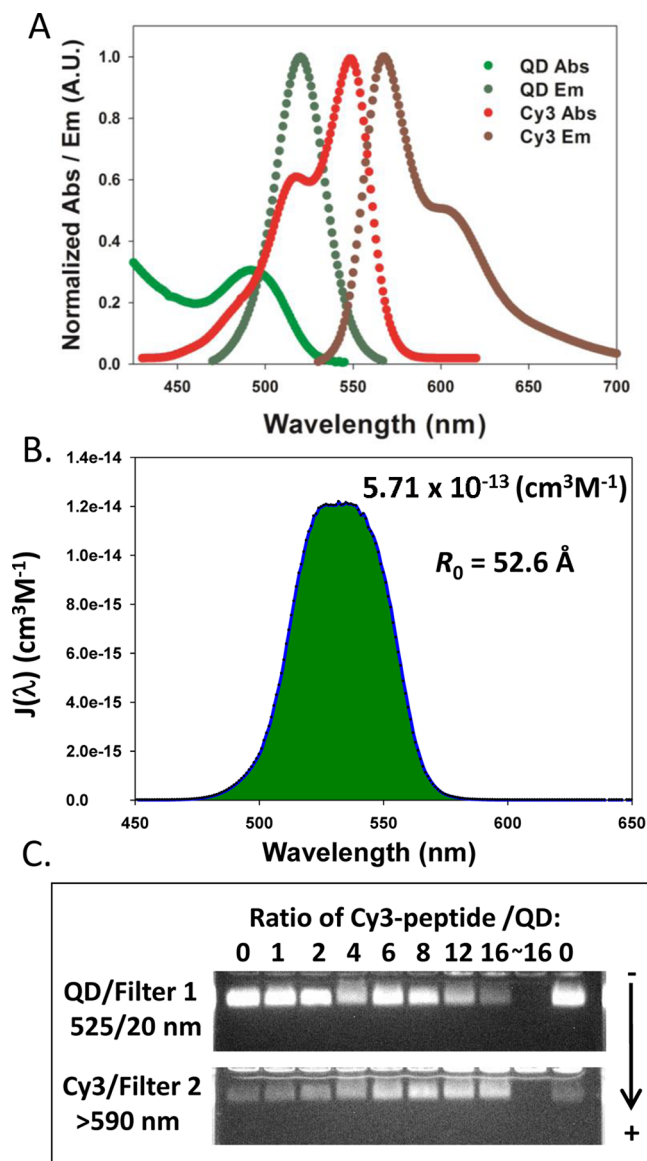 A
Normalized Abs / Em (A.U.)
1.0
0.8
0.6
0.4
0.2
0.0
QD Abs
QD Em
Cy3 Abs
Cy3 Em
450 500 550 600 650 700
Wavelength (nm)
B.
J(λ) (cm³M⁻¹)
1.4e-14
1.2e-14
1.0e-14
8.0e-15
6.0e-15
4.0e-15
2.0e-15
0.0
5.71 x 10⁻¹³ (cm³M⁻¹)
R₀ = 52.6 Å
450 500 550 600 650
Wavelength (nm)
C.
Ratio of Cy3-peptide /QD:
0 1 2 4 6 8 12 16 ~16 0
QD/Filter 1
525/20 nm
Cy3/Filter 2
>590 nm
-
+